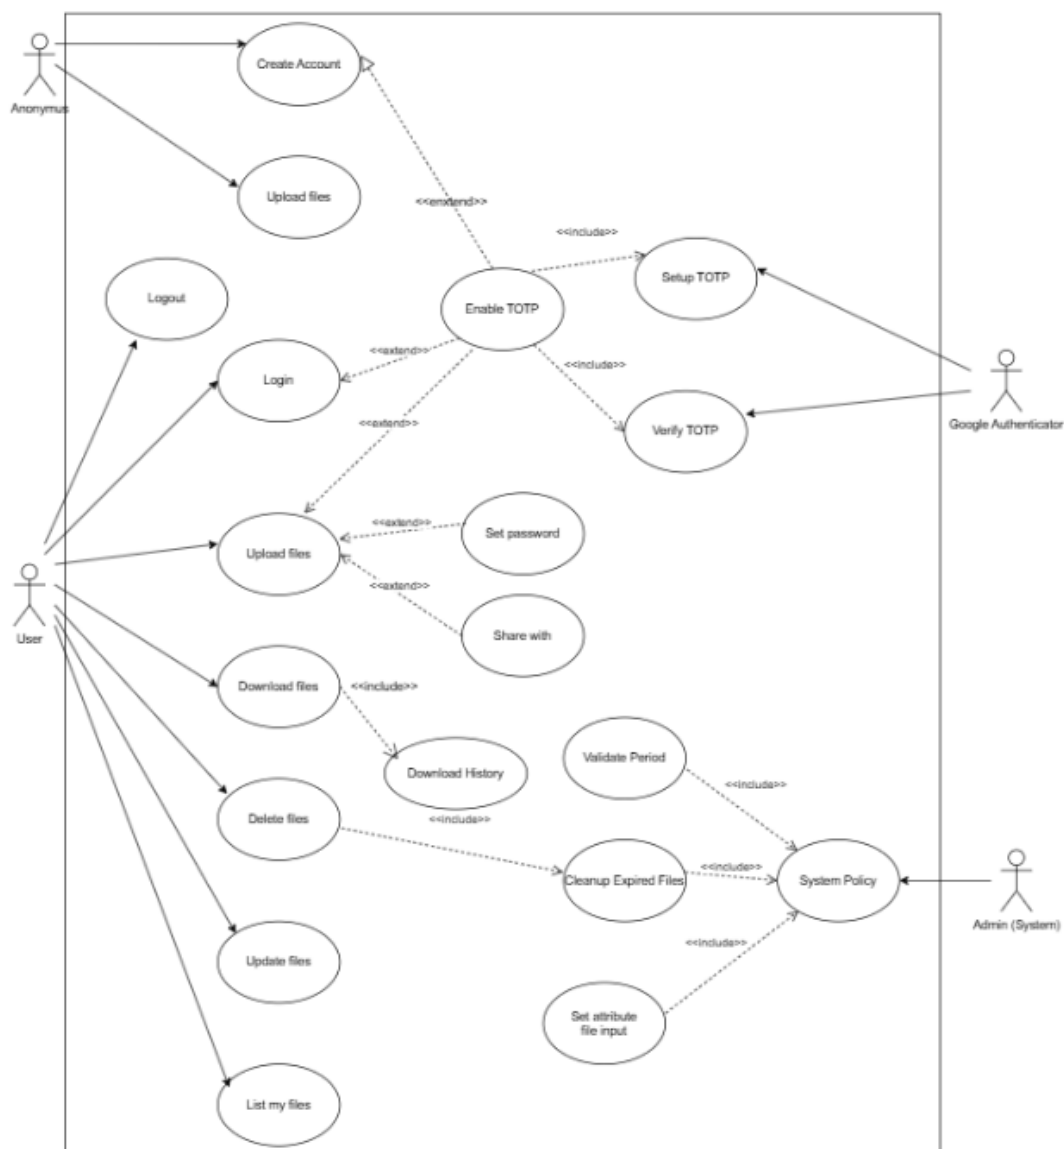 Create Account
Anonymus
Upload files
<<enxtend>>
<<include>>
Setup TOTP
Logout
Enable TOTP
<<extend>>
<<include>>
Login
Google Authenticator
<<extend>>
Verify TOTP
<<extend>>
Set password
Upload files
<<extend>>
User
Share with
Download files
<<include>>
Validate Period
Download History
<<include>>
<<include>>
Delete files
<<include>>
Cleanup Expired Files
System Policy
Admin (System)
<<include>>
Update files
Set attribute
file input
List my files